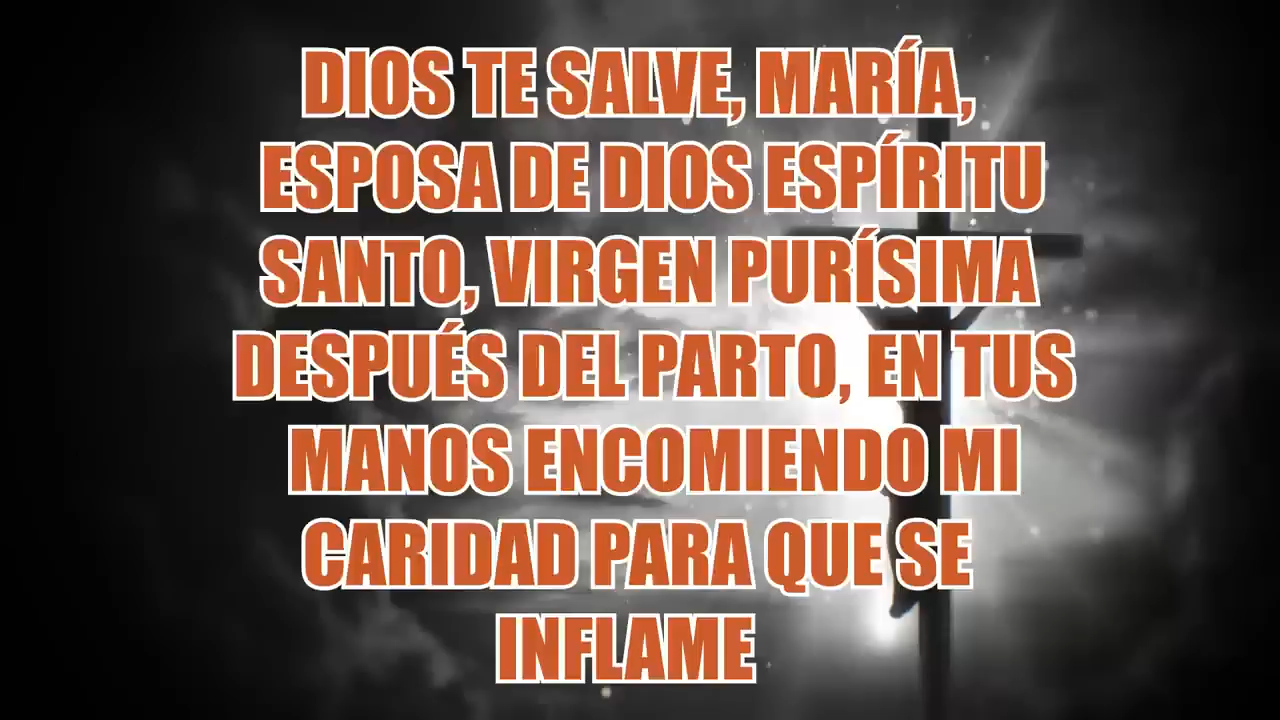 DIOS TE SALVE, MARÍA,
ESPOSA DE DIOS ESPÍRITU
SANTO, VIRGEN PURÍSIMA
DESPUÉS DEL PARTO, EN TUS
MANOS ENCOMIENDO MI
CARIDAD PARA QUE SE
INFLAME